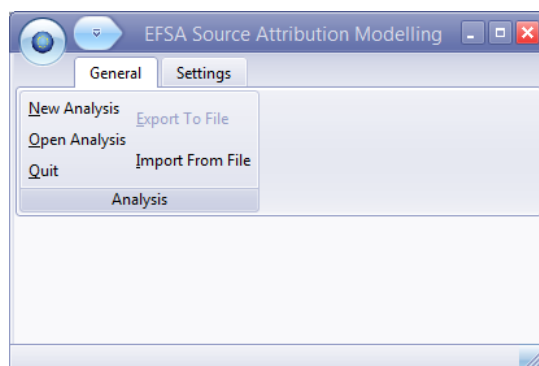 EFSA Source Attribution Modelling
General Settings
New Analysis
Export To File
Open Analysis
Import From File
Quit
Analysis